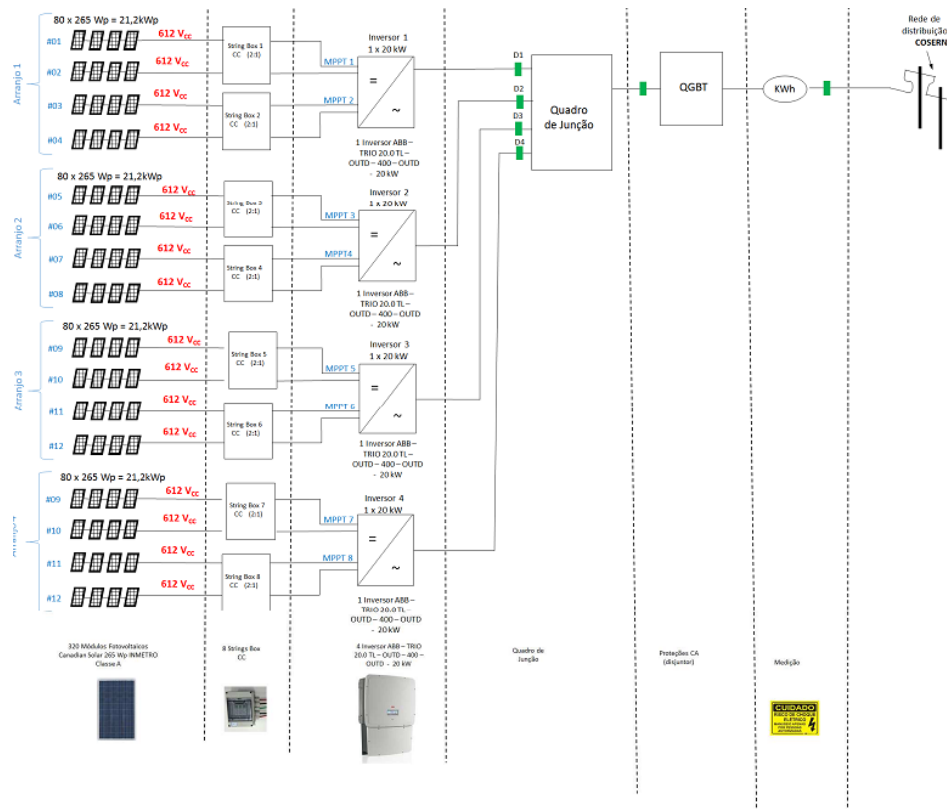 80 x 265 Wp = 21,2kWp
Arranjo 1
#01
612 VCC
#02
612 VCC
#03
612 VCC
#04
612 VCC
String Box 1
CC (2:1)
String Box 2
CC (2:1)
MPPT 1
MPPT 2
Inversor 1
1 x 20 kW
=
~
1 Inversor ABB –
TRIO 20.0 TL –
OUTD – 400 – OUTD
- 20 kW
80 x 265 Wp = 21,2kWp
Arranjo 2
#05
612 VCC
#06
612 VCC
#07
612 VCC
#08
612 VCC
String Box 3
CC (2:1)
String Box 4
CC (2:1)
MPPT 3
MPPT4
Inversor 2
1 x 20 kW
=
~
1 Inversor ABB –
TRIO 20.0 TL –
OUTD – 400 – OUTD
- 20 kW
80 x 265 Wp = 21,2kWp
Arranjo 3
#09
612 VCC
#10
612 VCC
#11
612 VCC
#12
612 VCC
String Box 5
CC (2:1)
String Box 6
CC (2:1)
MPPT 5
MPPT 6
Inversor 3
1 x 20 kW
=
~
1 Inversor ABB –
TRIO 20.0 TL –
OUTD – 400 – OUTD
- 20 kW
80 x 265 Wp = 21,2kWp
#09
612 VCC
#10
612 VCC
#11
612 VCC
#12
612 VCC
String Box 7
CC (2:1)
String Box 8
CC (2:1)
MPPT 7
MPPT 8
Inversor 4
1 x 20 kW
=
~
1 Inversor ABB –
TRIO 20.0 TL –
OUTD – 400 – OUTD
- 20 kW
D1
D2
D3
D4
Quadro
de Junção
QGBT
KWh
Rede de
distribuição
COSERN
320 Módulos Fotovoltaicos
Canadian Solar 265 Wp INMETRO
Classe A
8 Strings Box
CC
4 Inversor ABB – TRIO
20.0 TL – OUTD – 400 –
OUTD - 20 kW
Quadro de
Junção
Proteções CA
(disjuntor)
Medição
CUIDADO
RISCO DE CHOQUE
ELÉTRICO